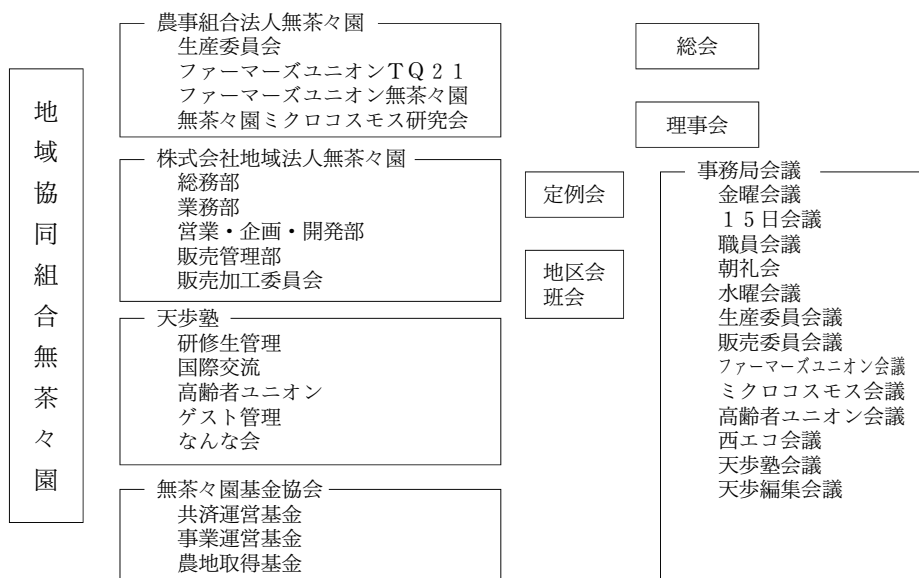 地域協同組合無茶々園
農事組合法人無茶々園
生産委員会
ファーマーズユニオンＴＱ２１
ファーマーズユニオン無茶々園
無茶々園ミクロコスモス研究会
株式会社地域法人無茶々園
総務部
業務部
営業・企画・開発部
販売管理部
販売加工委員会
天歩塾
研修生管理
国際交流
高齢者ユニオン
ゲスト管理
なんな会
無茶々園基金協会
共済運営基金
事業運営基金
農地取得基金
定例会
地区会
班会
総会
理事会
事務局会議
金曜会議
１５日会議
職員会議
朝礼会
水曜会議
生産委員会議
販売委員会議
ファーマーズユニオン会議
ミクロコスモス会議
高齢者ユニオン会議
西エコ会議
天歩塾会議
天歩編集会議